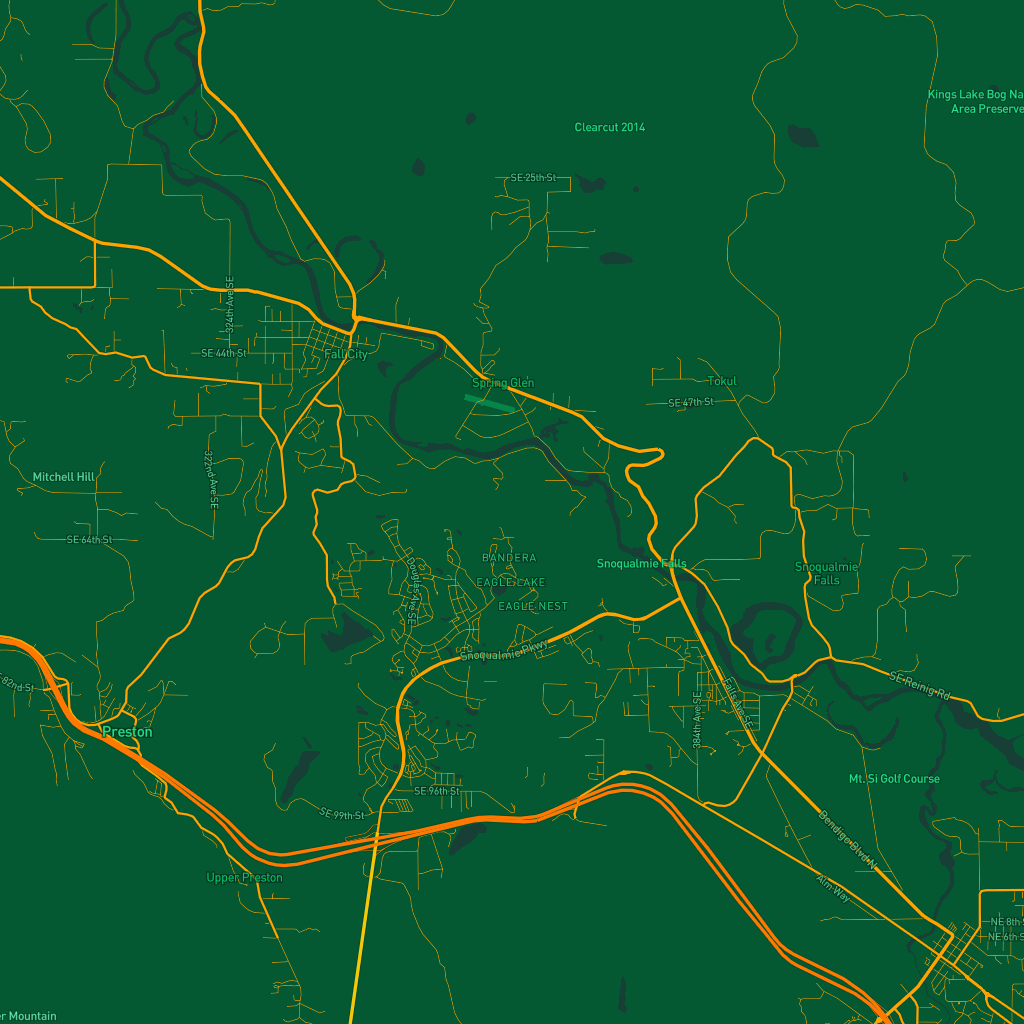 Kings Lake Bog Na
Area Preserve
Clearcut 2014
SE 25th St
324th Ave SE
SE 44th St
Fall City
Spring Glen
Tokul
SE 47th St
322nd Ave SE
Mitchell Hill
SE 64th St
BANDERA
EAGLE LAKE
EAGLE NEST
Douglas Ave SE
Snoqualmie Falls
Snoqualmie
Falls
Snoqualmie Pkwy
SE 82nd St
SE Reinig Rd
384th Ave SE
Falls Ave SE
Preston
Mt. Si Golf Course
SE 96th St
SE 99th St
Bendigo Blvd N
Upper Preston
Alm Way
NE 8th S
NE 6th S
er Mountain